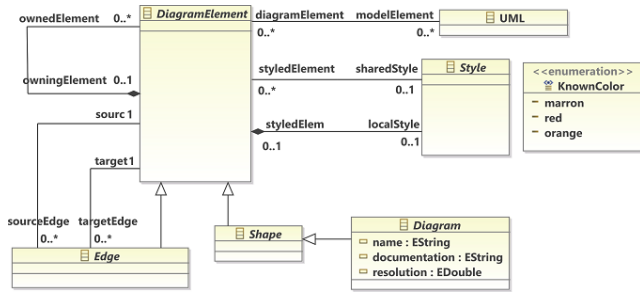 ownedElement 0..*
DiagramElement
diagramElement modelElement
0..* 0..*
UML
owningElement 0..1
styledElement sharedStyle
0..* 0..1
Style
<<enumeration>>
KnownColor
marron
red
orange
sourc 1
styledElem localStyle
0..1 0..1
target 1
sourceEdge targetEdge
0..* 0..*
Edge
Shape
Diagram
name : EString
documentation : EString
resolution : EDouble